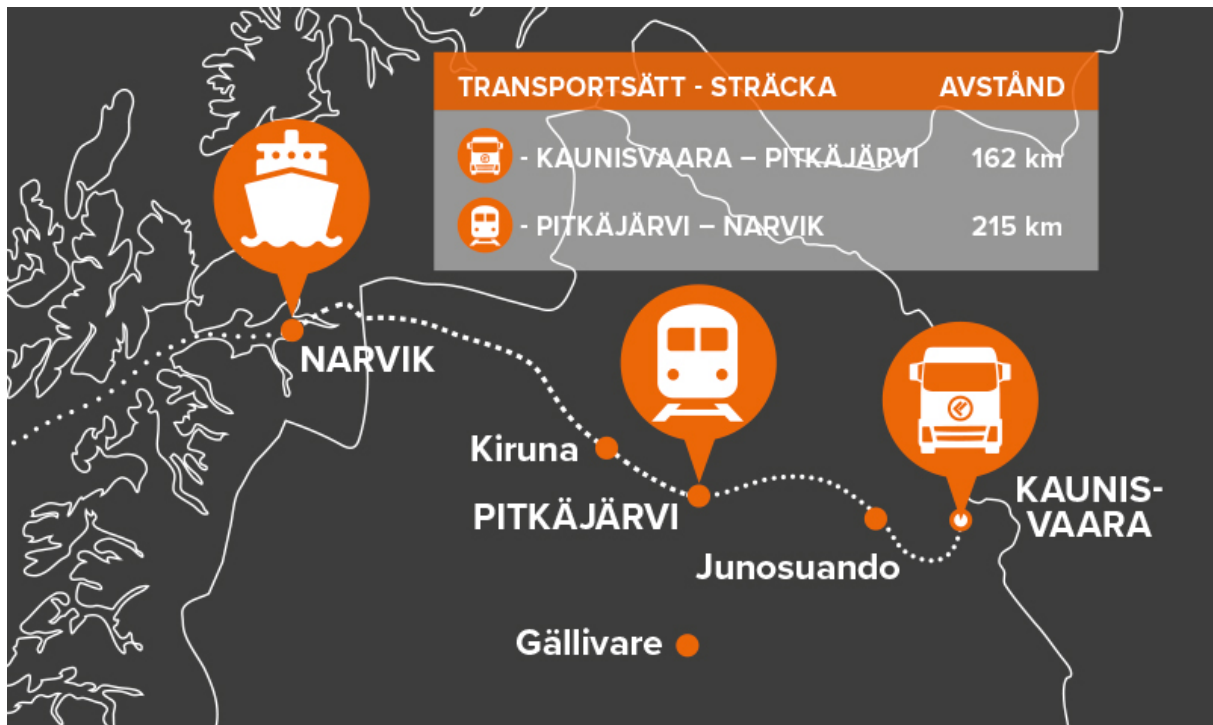 TRANSPORTSÄTT - STRÄCKA AVSTÅND
- KAUNISVAARA – PITKÄJÄRVI 162 km
- PITKÄJÄRVI – NARVIK 215 km
NARVIK
Kiruna
PITKÄJÄRVI
KAUNIS-
VAARA
Junosuando
Gällivare